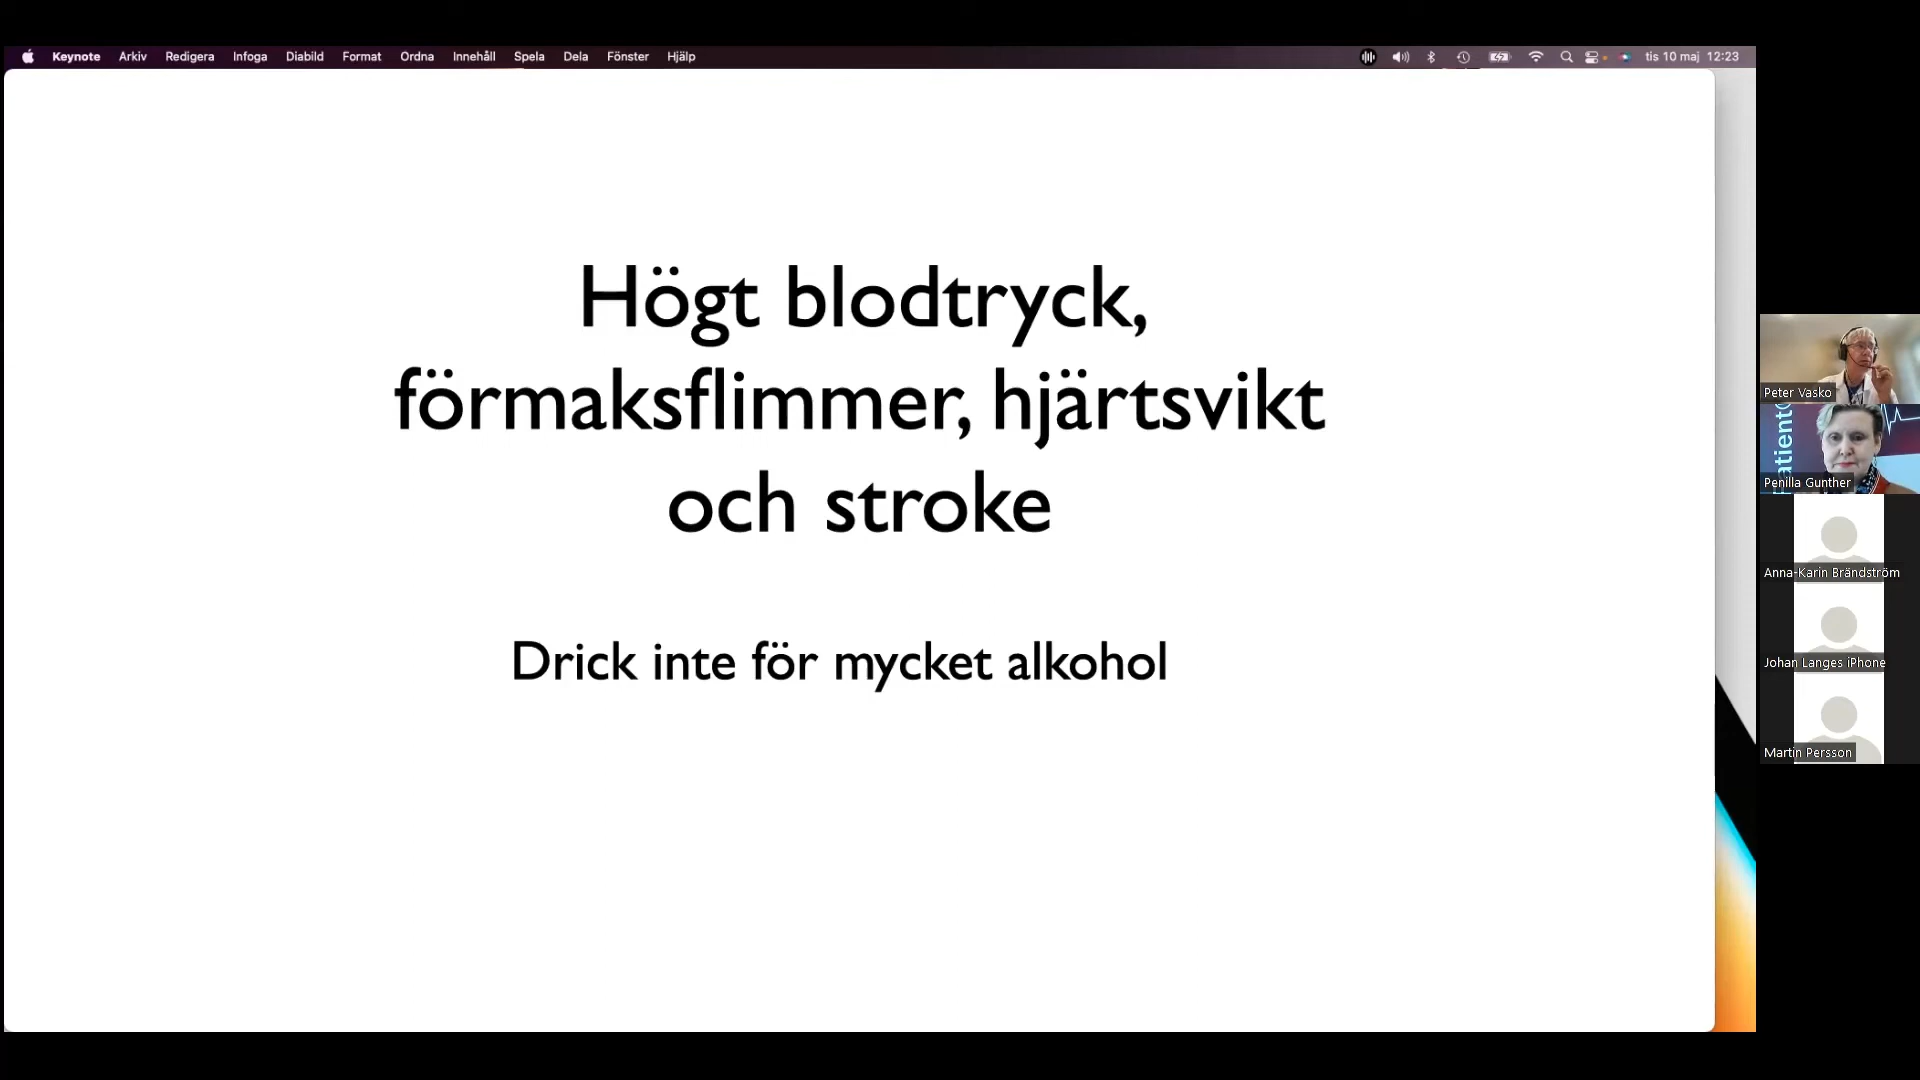 Keynote Arkiv Redigera Infoga Diabild Format Ordna Innehåll Spela Dela Fönster Hjälp tis 10 maj 12:23
Högt blodtryck,
förmaksflimmer, hjärtsvikt
och stroke
Drick inte för mycket alkohol
Peter Vasko
Penilla Gunther
Anna-Karin Brändström
Johan Langes iPhone
Martin Persson